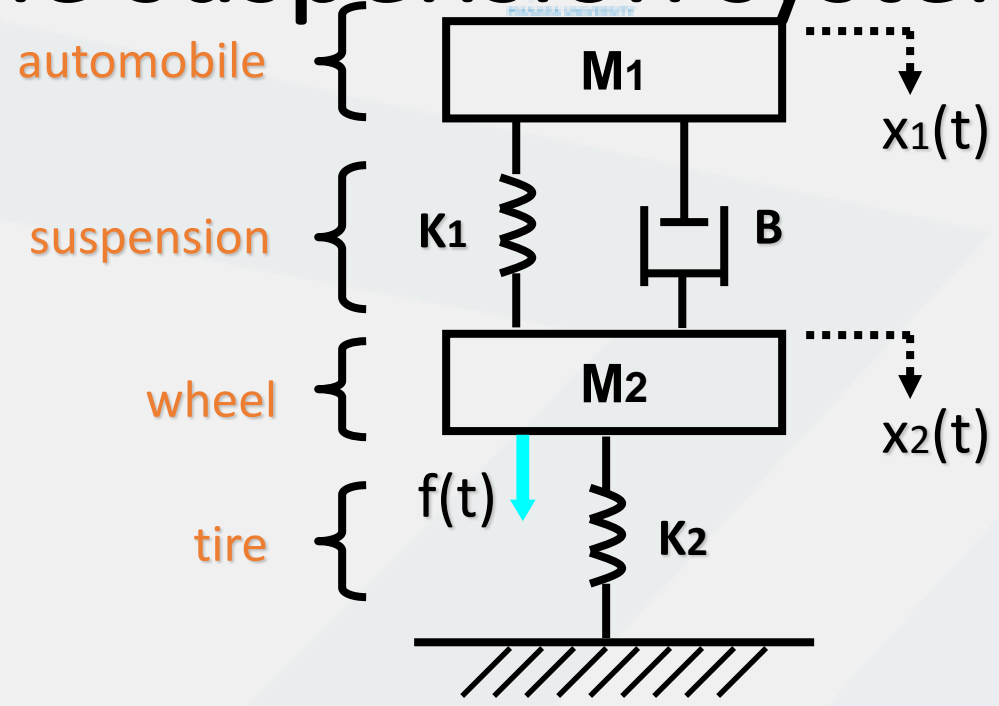 automobile
M1
x1(t)
suspension
K1
B
wheel
M2
x2(t)
f(t)
tire
K2